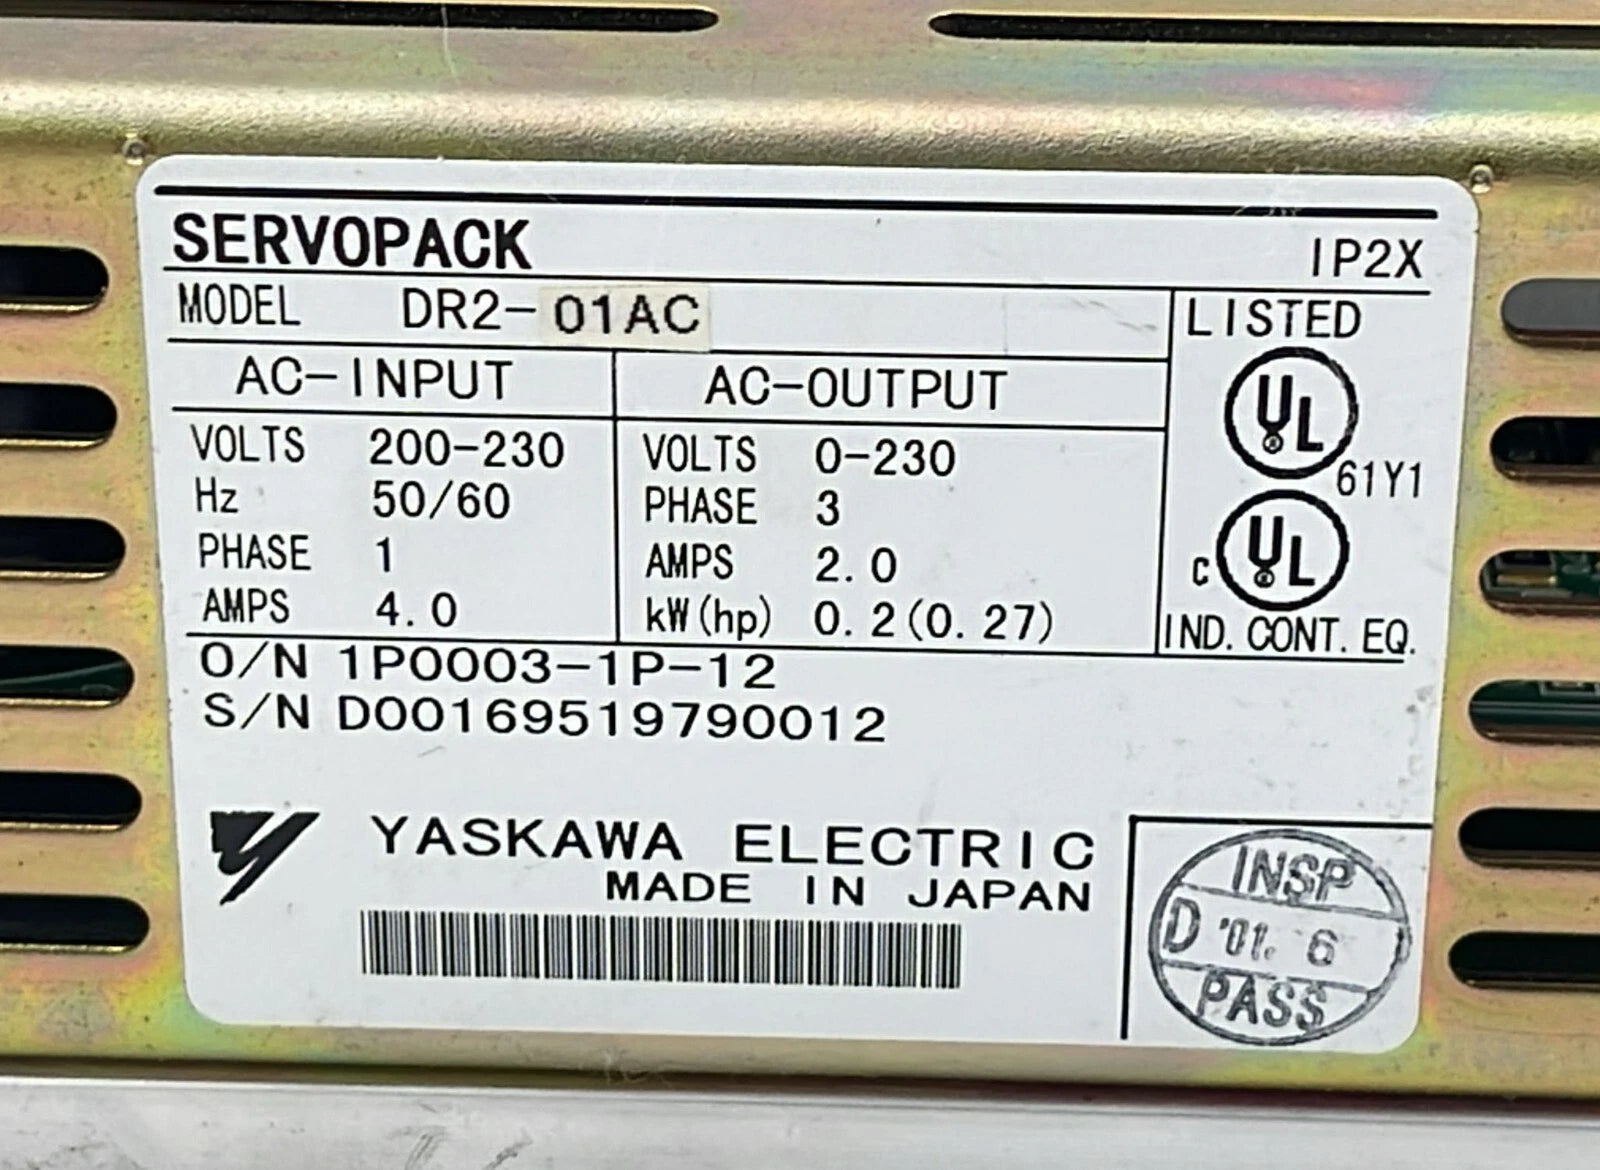 SERVOPACK IP2X
MODEL DR2-01AC
LISTED
AC-INPUT AC-OUTPUT
VOLTS 200-230 VOLTS 0-230
Hz 50/60 PHASE 3
PHASE 1 AMPS 2.0
AMPS 4.0 kW(hp) 0.2(0.27)
UL® 61Y1
C UL®
IND. CONT. EQ.
O/N 1P0003-1P-12
S/N D00169519790012
YASKAWA ELECTRIC
MADE IN JAPAN
INSP
D '01. 6
PASS